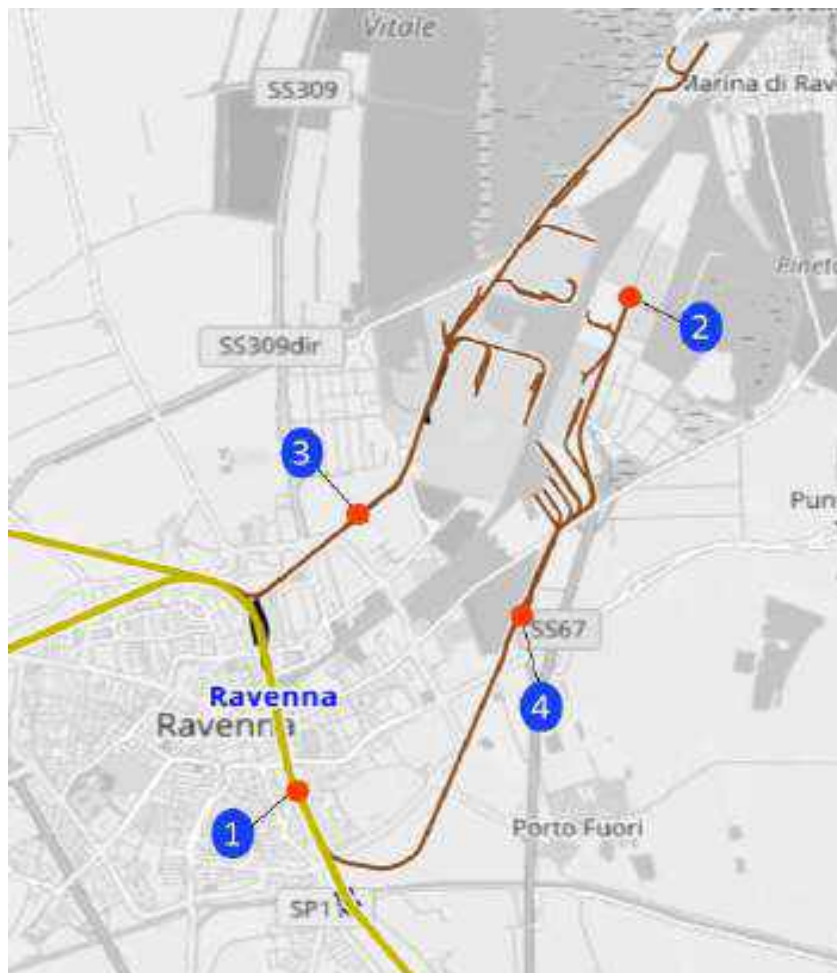 Vitale
SS309
Marina di Rav
Pinet
2
SS309dir
3
Pun
SS67
Ravenna
Ravenna
4
1
Porto Fuori
SP1